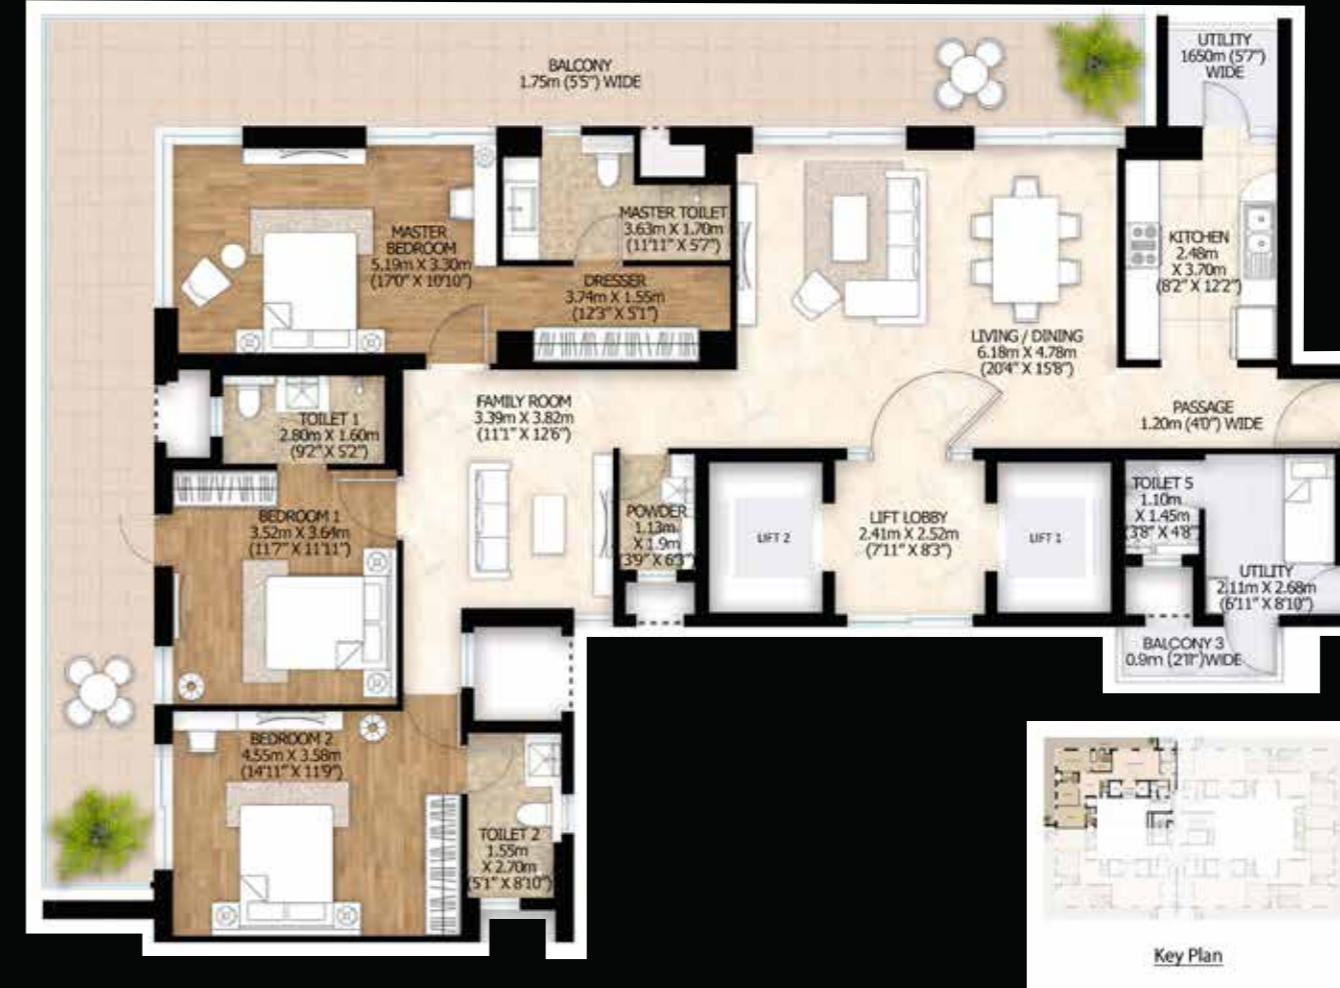 BALCONY
1.75m (5'5") WIDE
UTILITY
1650m (5'7")
WIDE
MASTER
BEDROOM
5.19m X 3.30m
(17'0" X 10'10")
MASTER TOILET
3.63m X 1.70m
(11'11" X 5'7")
DRESSER
3.74m X 1.55m
(12'3" X 5'1")
KITCHEN
2.48m
X 3.70m
(8'2" X 12'2")
LIVING / DINING
6.18m X 4.78m
(20'4" X 15'8")
FAMILY ROOM
3.39m X 3.82m
(11'1" X 12'6")
TOILET 1
2.80m X 1.60m
(9'2" X 5'2")
PASSAGE
1.20m (4'0") WIDE
BEDROOM 1
3.52m X 3.64m
(11'7" X 11'11")
POWDER
1.13m
X 1.9m
3'9" X 6'3"
LIFT 2
LIFT LOBBY
2.41m X 2.52m
(7'11" X 8'3")
LIFT 1
TOILET 5
1.10m
X 1.45m
(3'8" X 4'8")
UTILITY
2.11m X 2.68m
(6'11" X 8'10")
BALCONY 3
0.9m (2'11")WIDE
BEDROOM 2
4.55m X 3.58m
(14'11" X 11'9")
TOILET 2
1.55m
X 2.70m
(5'1" X 8'10")
Key Plan